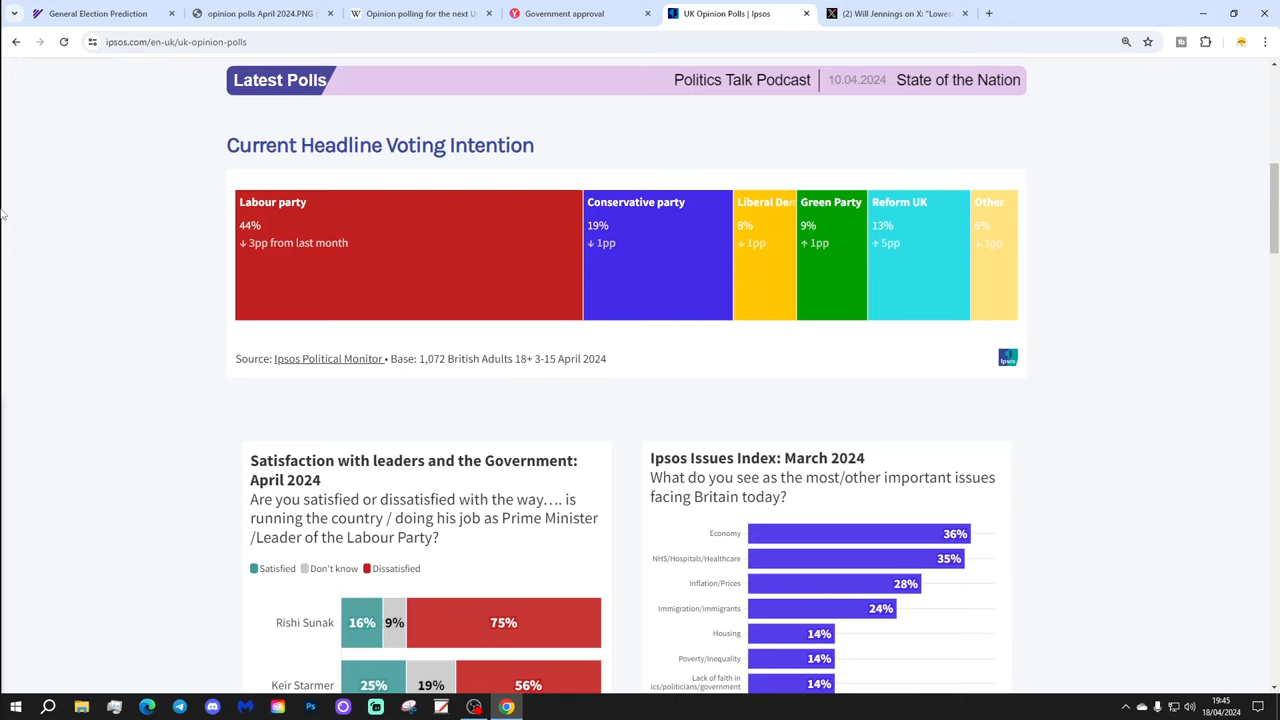 General Election Prediction
opinion polls April 2024.PNG
Opinion polling for the next U
Government approval
UK Opinion Polls | Ipsos
(2) Will Jennings on X: "Lowes
ipsos.com/en-uk/uk-opinion-polls
Latest Polls
Politics Talk Podcast
10.04.2024 State of the Nation
Current Headline Voting Intention
Labour party
44%
↓ 3pp from last month
Conservative party
19%
↓ 1pp
Liberal Dem
8%
↓ 1pp
Green Party
9%
↑ 1pp
Reform UK
13%
↑ 5pp
Other
6%
↓ 1pp
Source: Ipsos Political Monitor • Base: 1,072 British Adults 18+ 3-15 April 2024
Ipsos
Satisfaction with leaders and the Government:
April 2024
Are you satisfied or dissatisfied with the way…. is
running the country / doing his job as Prime Minister
/Leader of the Labour Party?
Satisfied Don't know Dissatisfied
Rishi Sunak 16% 9% 75%
Keir Starmer 25% 19% 56%
Ipsos Issues Index: March 2024
What do you see as the most/other important issues
facing Britain today?
Economy 36%
NHS/Hospitals/Healthcare 35%
Inflation/Prices 28%
Immigration/immigrants 24%
Housing 14%
Poverty/Inequality 14%
Lack of faith in
ics/politicians/government 14%
19:45
18/04/2024